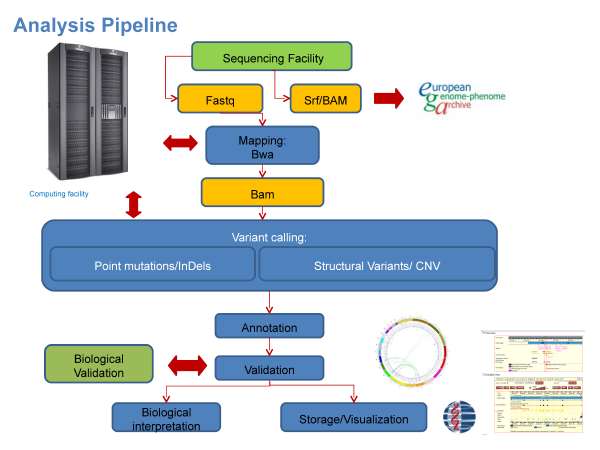 Analysis Pipeline
Sequencing Facility
Fastq
Srf/BAM
european
genome-phenome
archive
Mapping:
Bwa
Computing facility
Bam
Variant calling:
Point mutations/InDels
Structural Variants/ CNV
Annotation
Biological
Validation
Validation
Biological
interpretation
Storage/Visualization